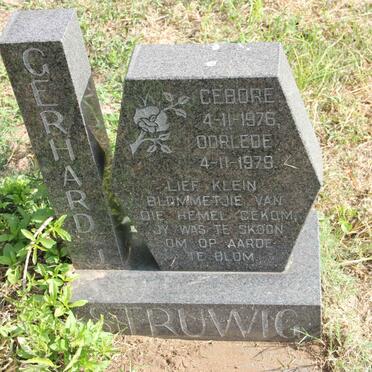 GERHARD J
GEBORE
4-11-1976
OORLEDE
4-11-1978
LIEF KLEIN
BLOMMETJIE VAN
DIE HEMEL GEKOM,
JY WAS TE SKOON
OM OP AARDE
TE BLOM.
STRUWIG